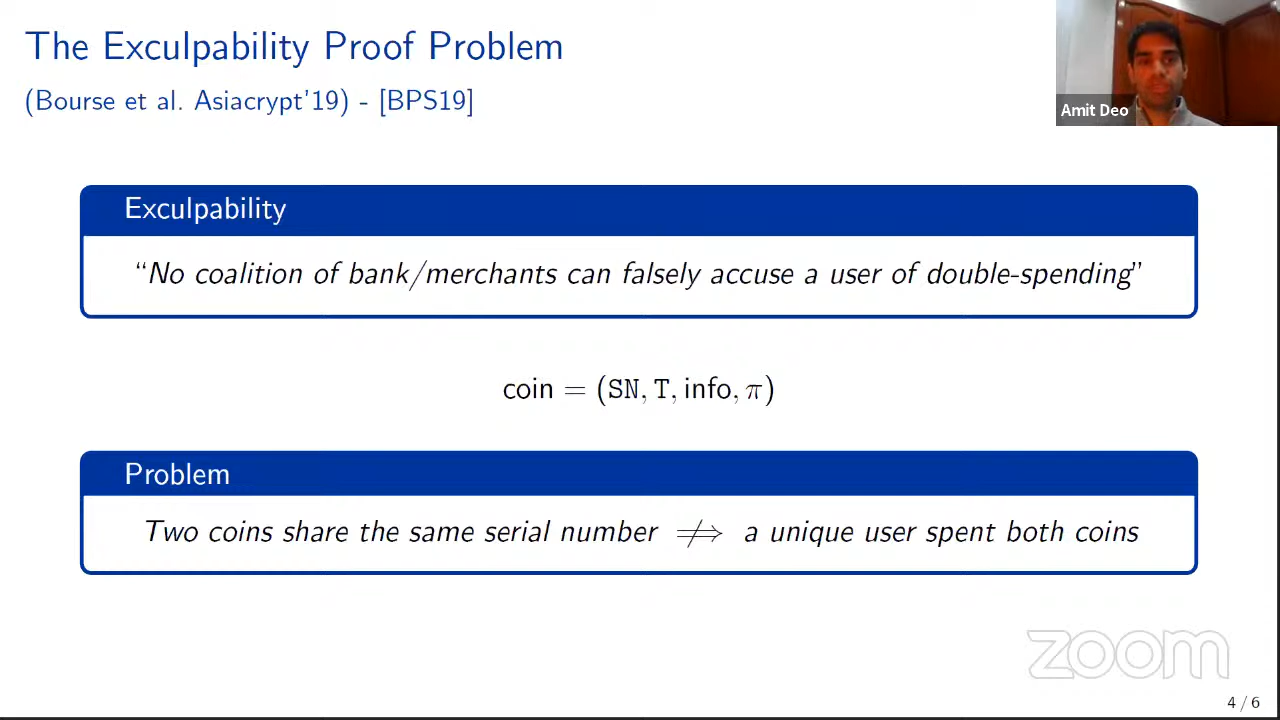 The Exculpability Proof Problem
(Bourse et al. Asiacrypt'19) - [BPS19]
Amit Deo
Exculpability
“No coalition of bank/merchants can falsely accuse a user of double-spending”
coin = (SN, T, info, π)
Problem
Two coins share the same serial number ⇏ a unique user spent both coins
zoom
4 / 6